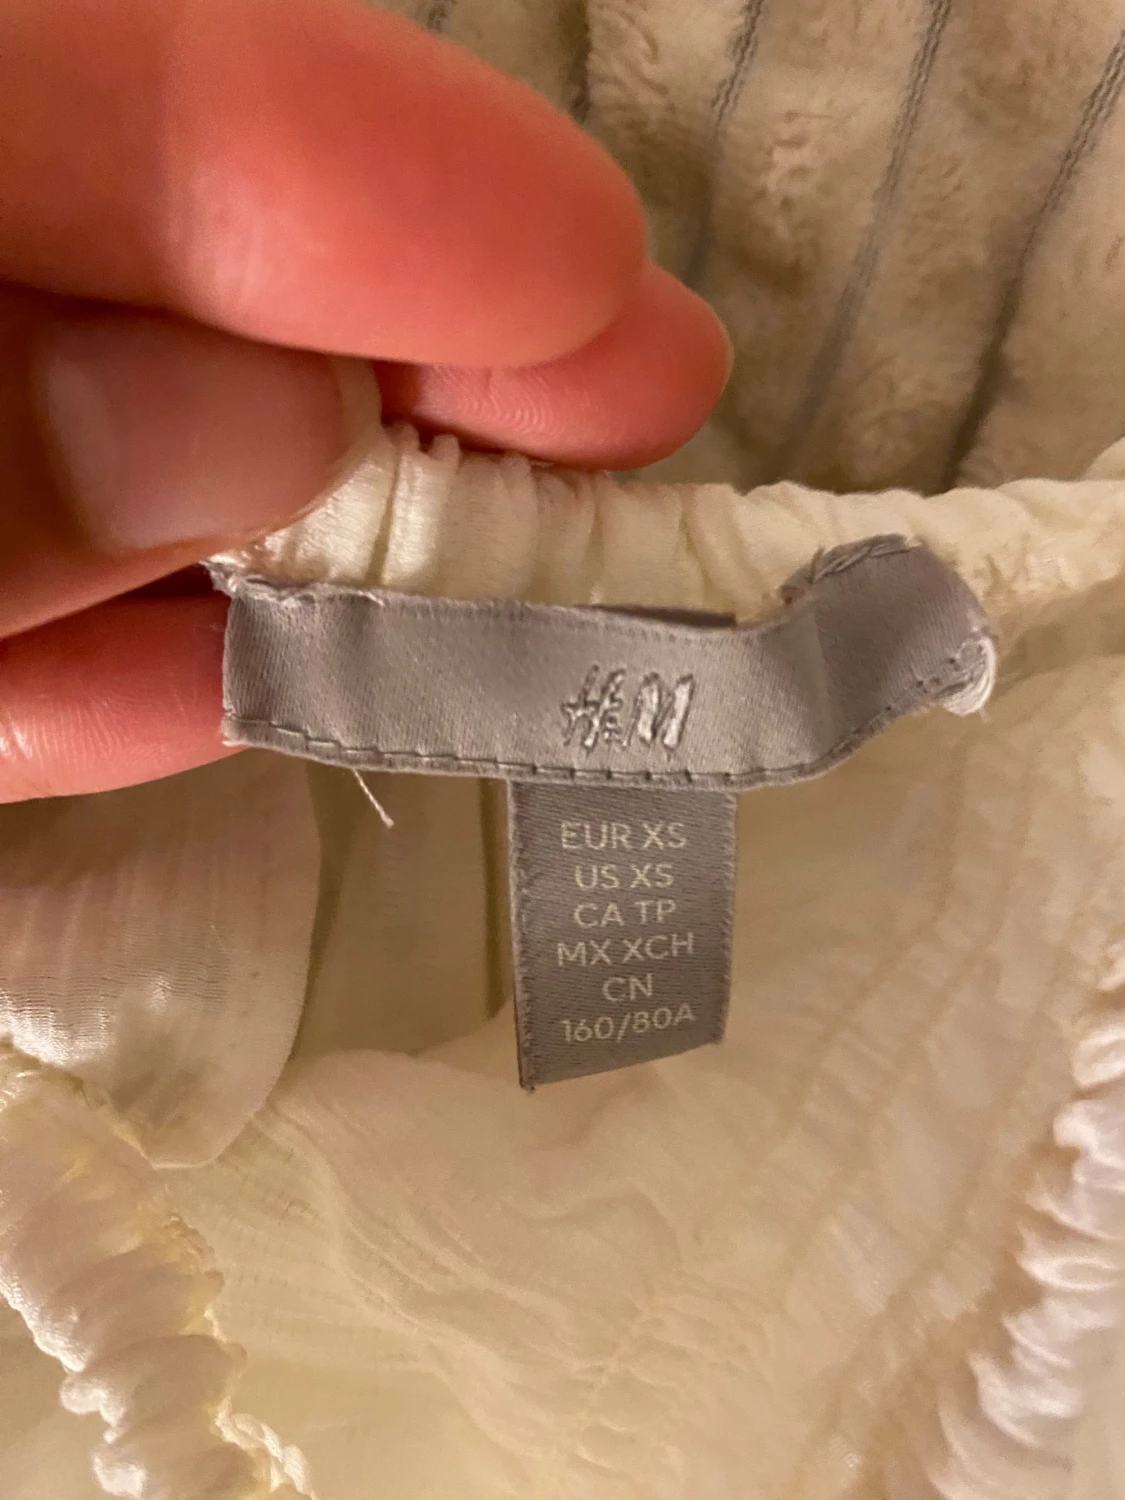 H&M
EUR XS
US XS
CA TP
MX XCH
CN
160/80A